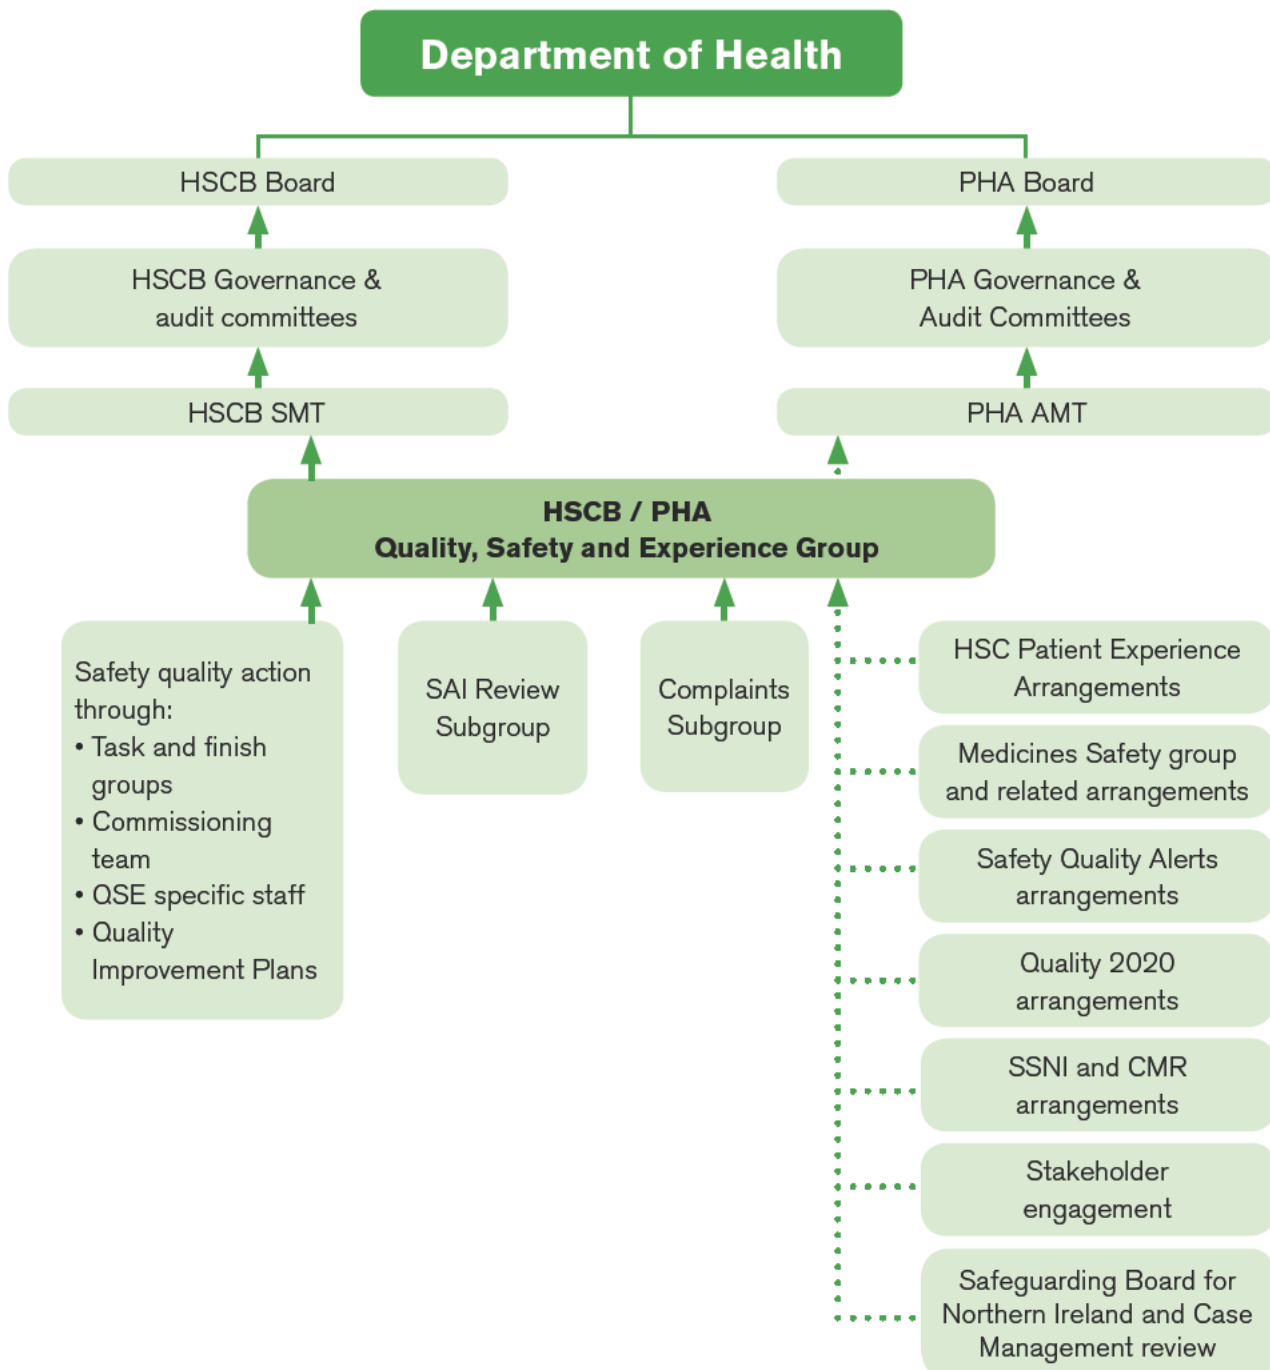 Department of Health
HSCB Board
PHA Board
HSCB Governance &
audit committees
PHA Governance &
Audit Committees
HSCB SMT
PHA AMT
HSCB / PHA
Quality, Safety and Experience Group
Safety quality action
through:
• Task and finish
groups
• Commissioning
team
• QSE specific staff
• Quality
Improvement Plans
SAI Review
Subgroup
Complaints
Subgroup
HSC Patient Experience
Arrangements
Medicines Safety group
and related arrangements
Safety Quality Alerts
arrangements
Quality 2020
arrangements
SSNI and CMR
arrangements
Stakeholder
engagement
Safeguarding Board for
Northern Ireland and Case
Management review